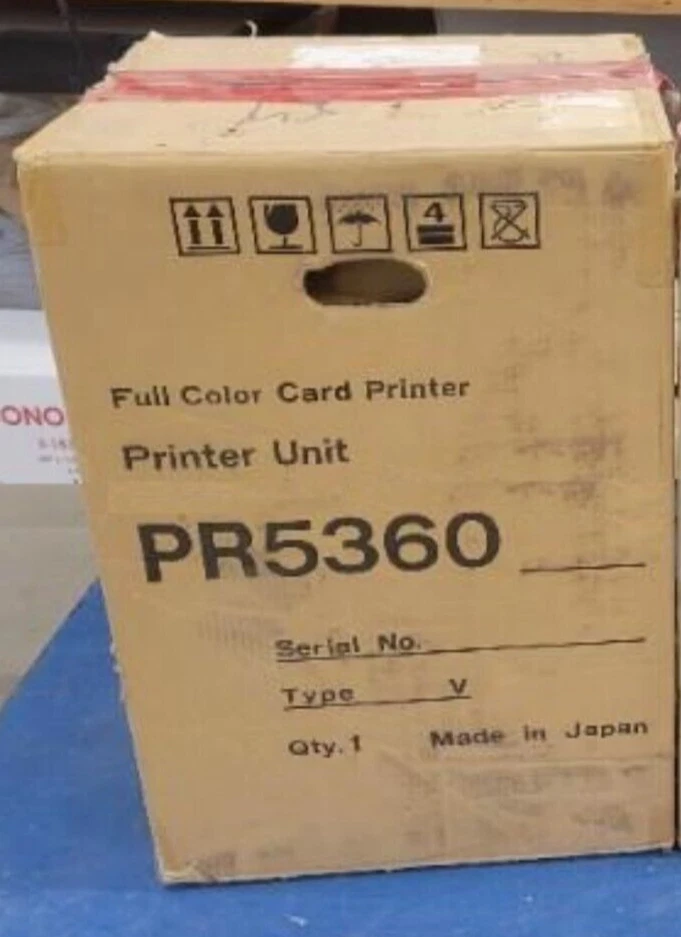 4
Full Color Card Printer
Printer Unit
PR5360
Serial No.
Type V
Qty. 1 Made in Japan
ONO